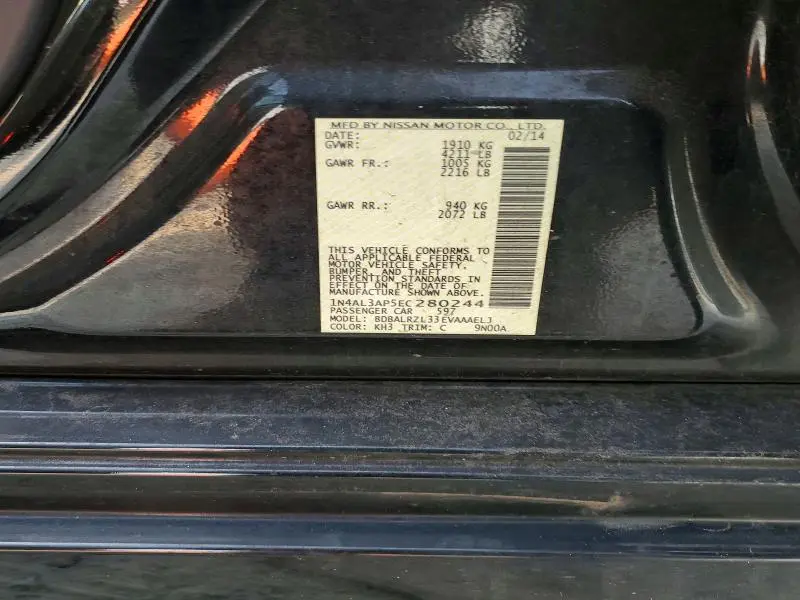 MFD BY NISSAN MOTOR CO., LTD.
DATE: 02/14
GVWR: 1910 KG
4211 LB
GAWR FR.: 1005 KG
2216 LB
GAWR RR.: 940 KG
2072 LB
THIS VEHICLE CONFORMS TO
ALL APPLICABLE FEDERAL
MOTOR VEHICLE SAFETY,
BUMPER, AND THEFT
PREVENTION STANDARDS IN
EFFECT ON THE DATE OF
MANUFACTURE SHOWN ABOVE.
1N4AL3AP5EC280244
PASSENGER CAR 597
MODEL: BDBALRZL33EVAAAELJ
COLOR: KH3 TRIM: C 9N00A